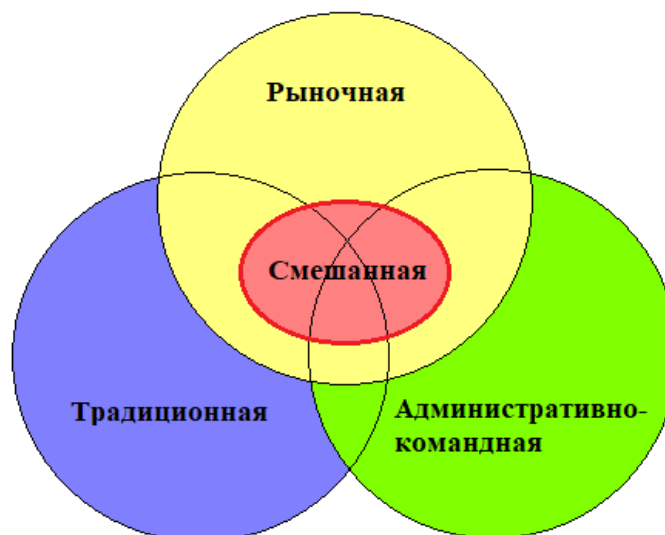 Рыночная
Смешанная
Традиционная
Административно-
командная